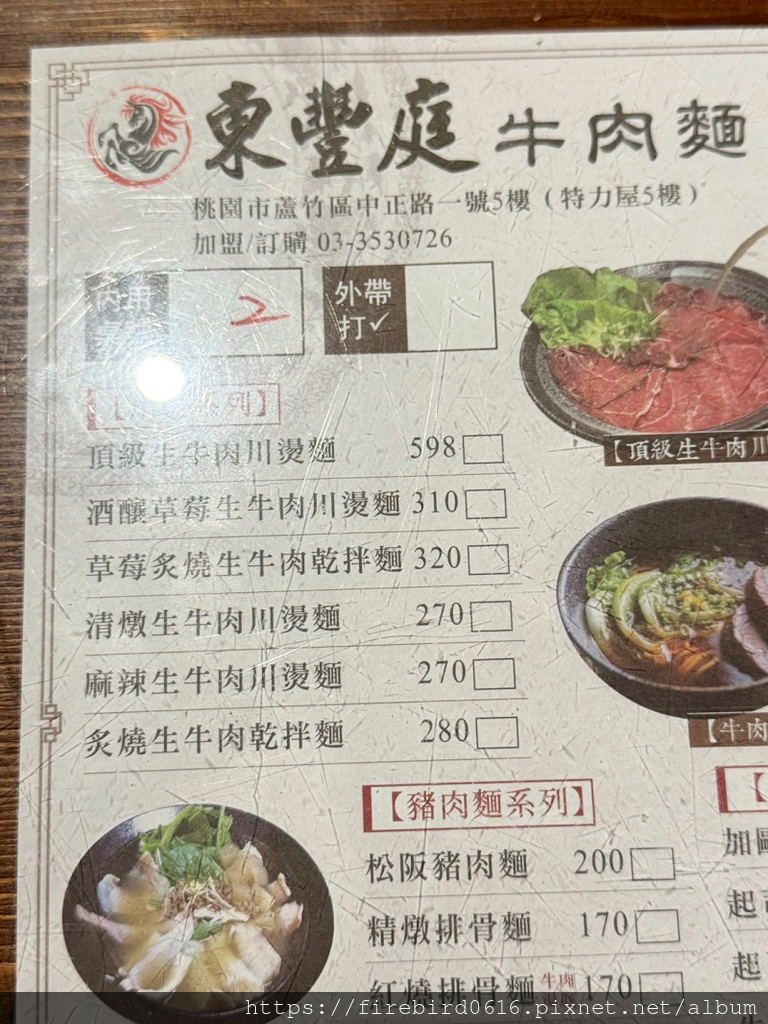 東豐庭 牛肉麵
桃園市蘆竹區中正路一號5樓（特力屋5樓）
加盟/訂購 03-3530726
內用
2
外帶
打✓
系列】
頂級生牛肉川燙麵 598
【頂級生牛肉川
酒釀草莓生牛肉川燙麵 310
草莓炙燒生牛肉乾拌麵 320
清燉生牛肉川燙麵 270
麻辣生牛肉川燙麵 270
炙燒生牛肉乾拌麵 280
【牛肉
【豬肉麵系列】
松阪豬肉麵 200
精燉排骨麵 170
紅燒排骨麵 牛肉 170
【
加
起
起
https://firebird0616.pixnet.net/album